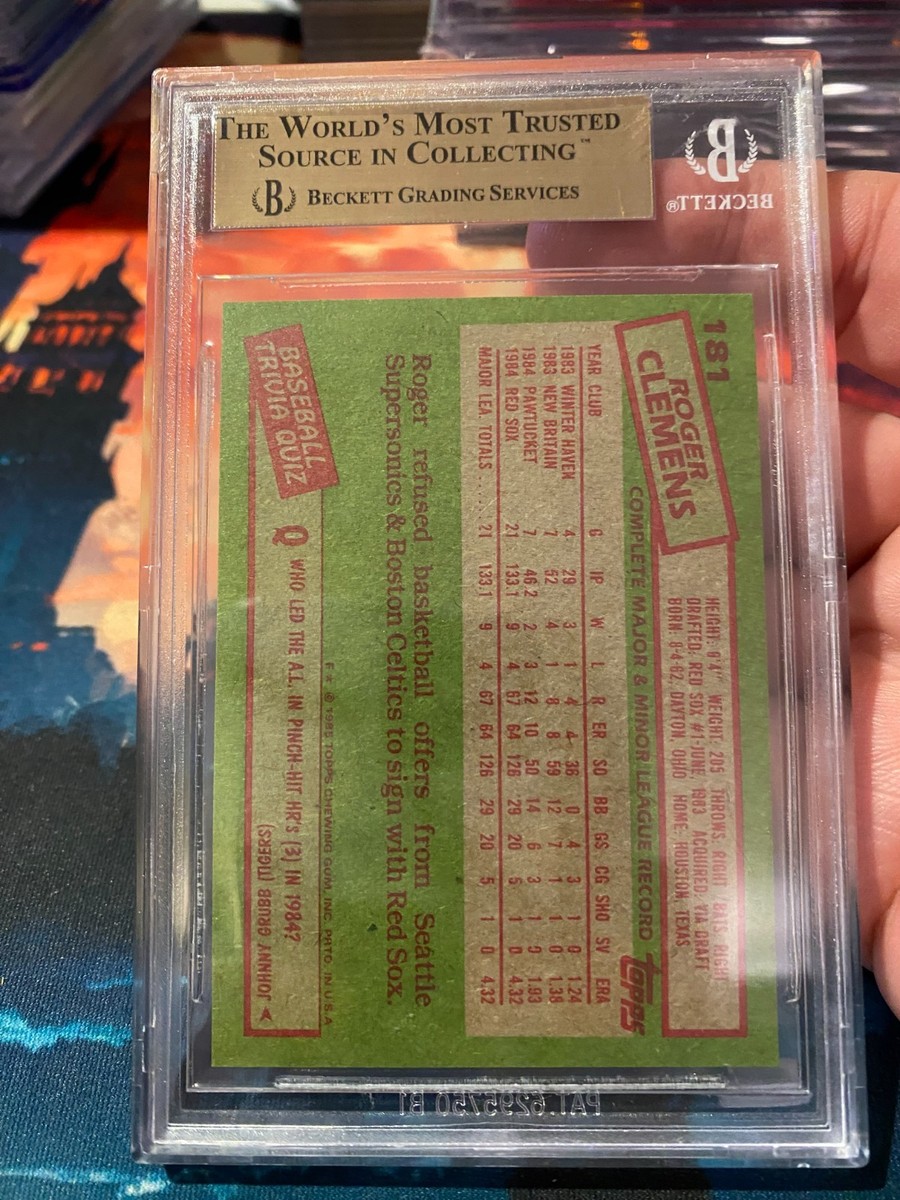 THE WORLD'S MOST TRUSTED
SOURCE IN COLLECTING™
B BECKETT GRADING SERVICES
B
BECKETT®
181
ROGER
CLEMENS
HEIGHT: 6'4" WEIGHT: 205 THROWS: RIGHT BATS: RIGHT
DRAFTED: RED SOX #1-JUNE, 1983 ACQUIRED: VIA DRAFT
BORN: 8-4-62, DAYTON, OHIO HOME: HOUSTON, TEXAS
COMPLETE MAJOR & MINOR LEAGUE RECORD
topps
YEAR CLUB G IP W L R ER SO BB GS CG SHO SV ERA
1983 WINTER HAVEN 4 29 3 1 4 4 36 0 4 3 1 0 1.24
1983 NEW BRITAIN 7 52 4 1 8 8 59 12 7 1 1 0 1.38
1984 PAWTUCKET 7 46.2 2 3 12 10 50 14 6 3 1 0 1.93
1984 RED SOX 21 133.1 9 4 67 64 126 29 20 5 1 0 4.32
MAJOR LEA. TOTALS ..... 21 133.1 9 4 67 64 126 29 20 5 1 0 4.32
Roger refused basketball offers from Seattle
Supersonics & Boston Celtics to sign with Red Sox.
F** © 1985 TOPPS CHEWING GUM, INC. PRTD. IN U.S.A.
BASEBALL
TRIVIA QUIZ
Q WHO LED THE A.L. IN PINCH-HIT HR'S (3) IN 1984?
A JOHNNY GRUBB (TIGERS)
PAT. 6295750 B1